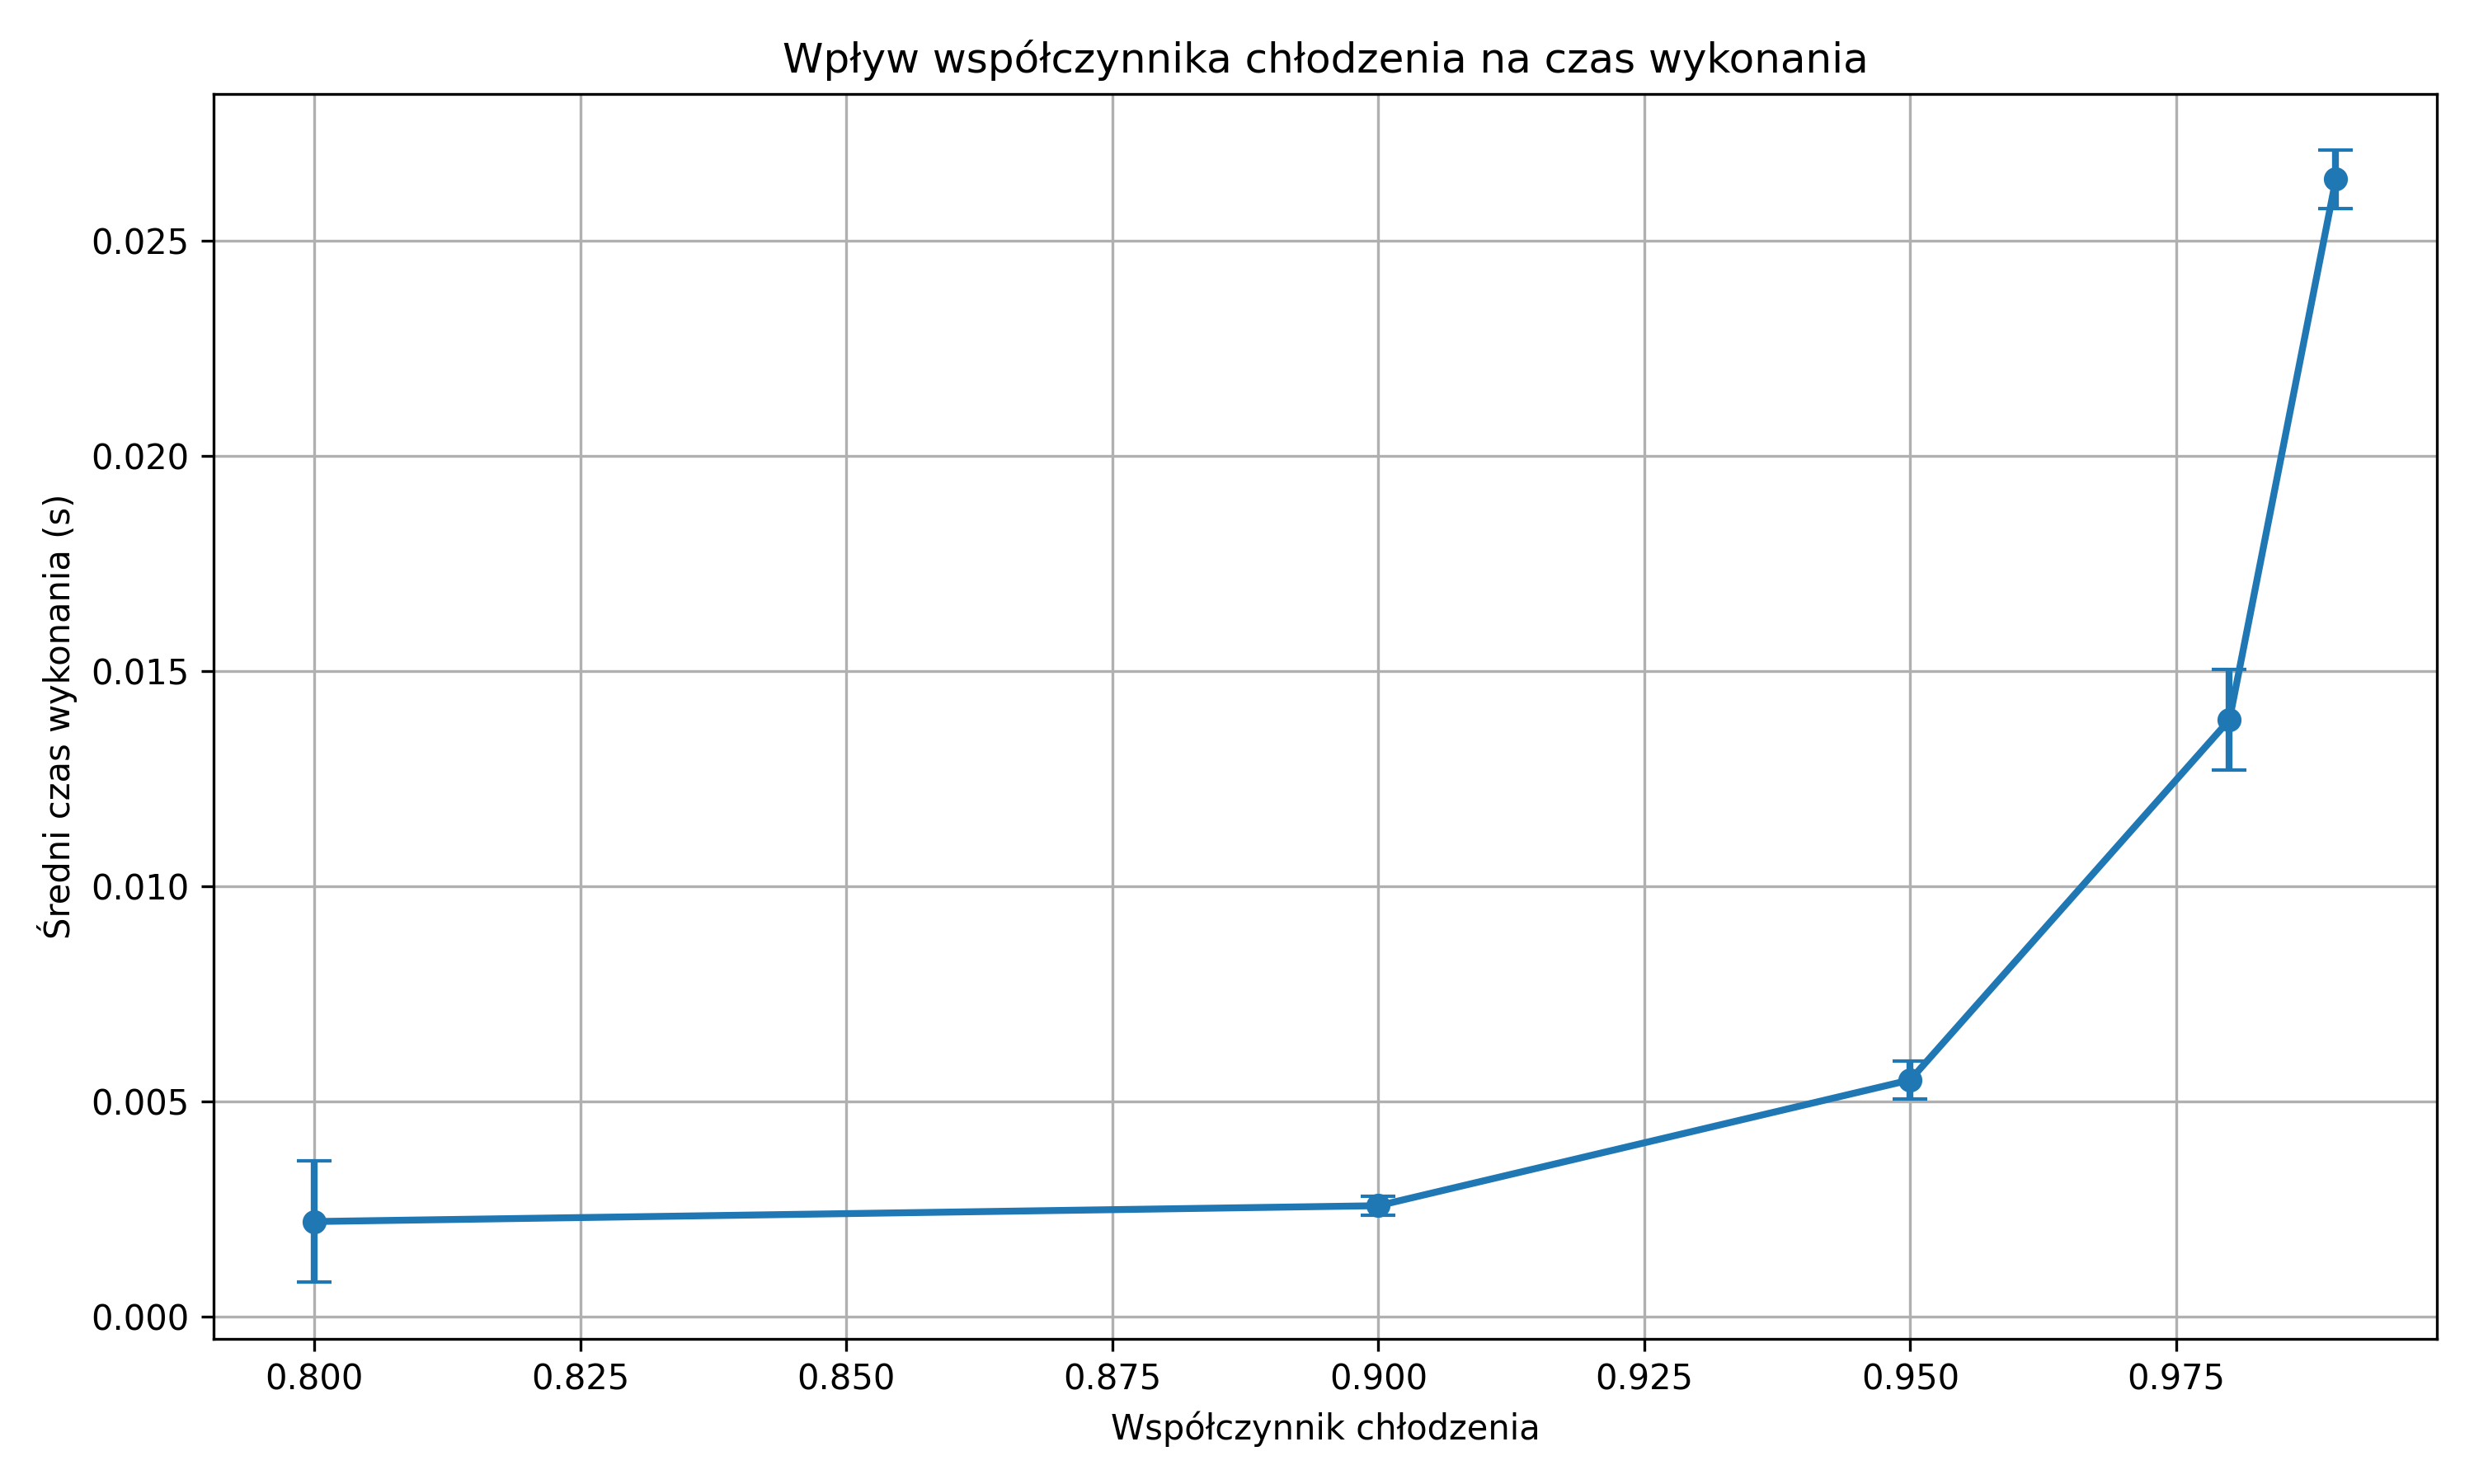 Wpływ współczynnika chłodzenia na czas wykonania
Średni czas wykonania (s)
0.025
0.020
0.015
0.010
0.005
0.000
0.800 0.825 0.850 0.875 0.900 0.925 0.950 0.975
Współczynnik chłodzenia